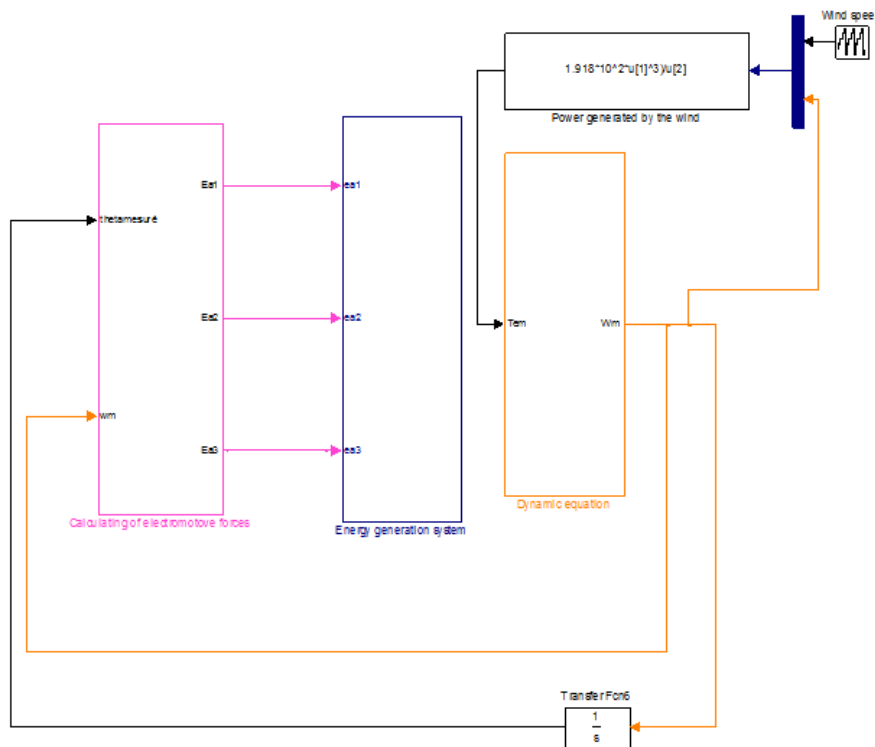 Wind spee
1.918*10^2*u[1]^3)/u[2]
Power generated by the wind
Ea1
ea1
thetamesuré
Ea2
ea2
Tem
Wm
wm
Ea3
ea3
Calculating of electromotove forces
Energy generation system
Dynamic equation
Transfer Fcn6
1
s